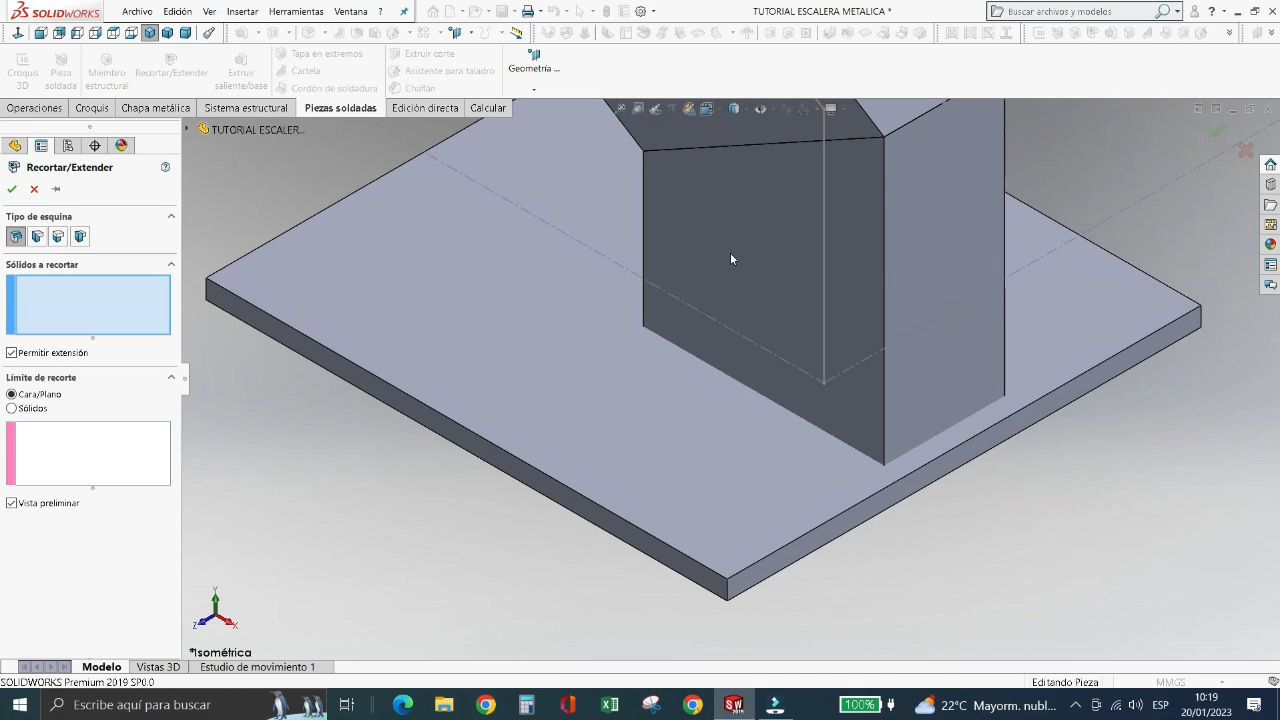 SOLIDWORKS
Archivo Edición Ver Insertar Herramientas Ventana ?
TUTORIAL ESCALERA METALICA *
Buscar archivos y modelos
Croquis 3D
Pieza soldada
Miembro estructural
Recortar/Extender
Extruir saliente/base
Tapa en extremos
Cartela
Cordón de soldadura
Extruir corte
Asistente para taladro
Chaflán
Geometría ...
Operaciones Croquis Chapa metálica Sistema estructural Piezas soldadas Edición directa Calcular
TUTORIAL ESCALER...
Recortar/Extender
Tipo de esquina
Sólidos a recortar
Permitir extensión
Límite de recorte
Cara/Plano
Sólidos
Vista preliminar
Y
Z
X
*Isométrica
Modelo Vistas 3D Estudio de movimiento 1
SOLIDWORKS Premium 2019 SP0.0
Editando Pieza
MMGS
Escribe aquí para buscar
100%
22°C Mayorm. nubl...
ESP
10:19
20/01/2023